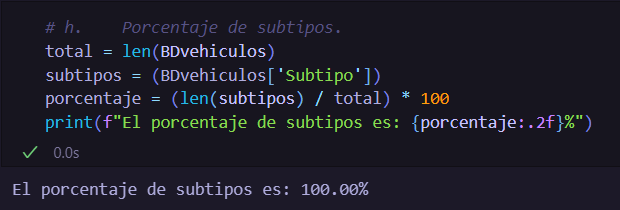 # h.    Porcentaje de subtipos.
total = len(BDvehiculos)
subtipos = (BDvehiculos['Subtipo'])
porcentaje = (len(subtipos) / total) * 100
print(f"El porcentaje de subtipos es: {porcentaje:.2f}%")
0.0s
El porcentaje de subtipos es: 100.00%